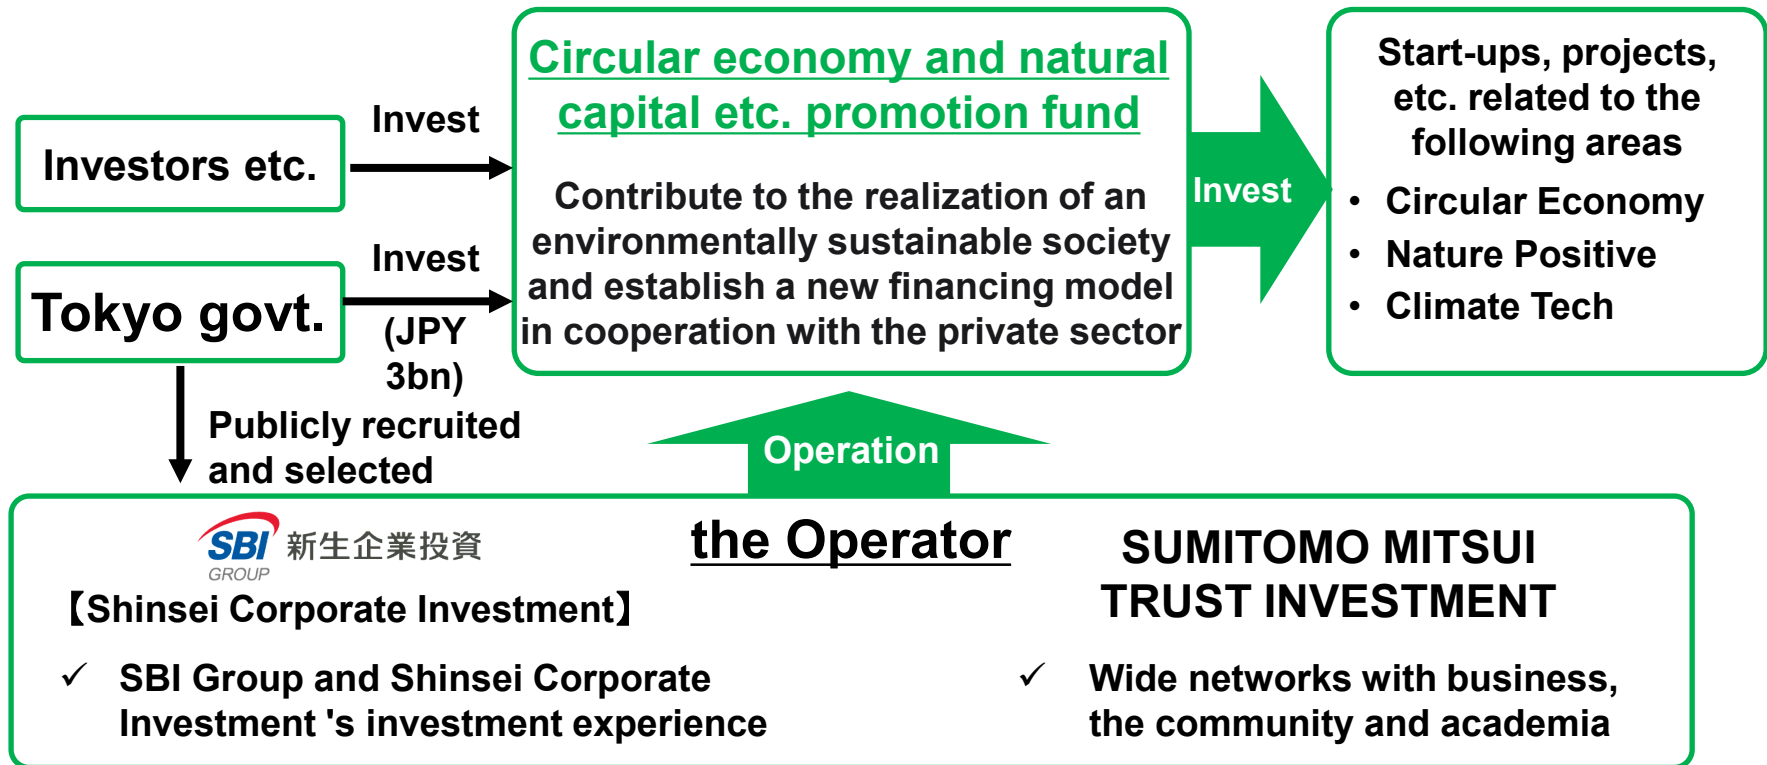 Investors etc.
Invest
Tokyo govt.
Invest
(JPY
3bn)
Publicly recruited
and selected
Circular economy and natural
capital etc. promotion fund
Contribute to the realization of an
environmentally sustainable society
and establish a new financing model
in cooperation with the private sector
Invest
Start-ups, projects,
etc. related to the
following areas
• Circular Economy
• Nature Positive
• Climate Tech
Operation
the Operator
SBI 新生企業投資
GROUP
【Shinsei Corporate Investment】
✓ SBI Group and Shinsei Corporate
Investment 's investment experience
SUMITOMO MITSUI
TRUST INVESTMENT
✓ Wide networks with business,
the community and academia